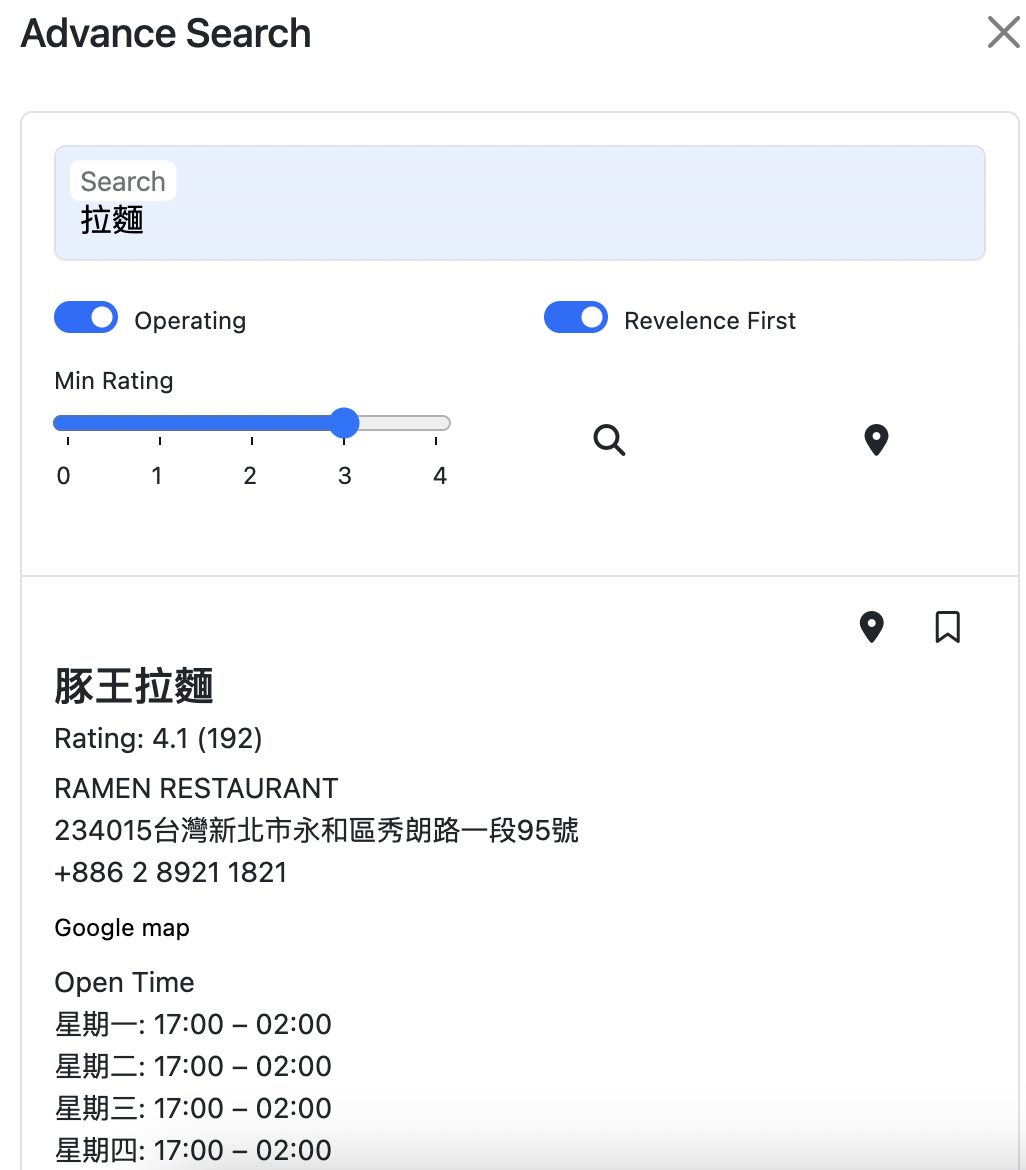 Advance Search
Search
拉麵
Operating
Revelence First
Min Rating
0 1 2 3 4
豚王拉麵
Rating: 4.1 (192)
RAMEN RESTAURANT
234015台灣新北市永和區秀朗路一段95號
+886 2 8921 1821
Google map
Open Time
星期一: 17:00 – 02:00
星期二: 17:00 – 02:00
星期三: 17:00 – 02:00
星期四: 17:00 – 02:00